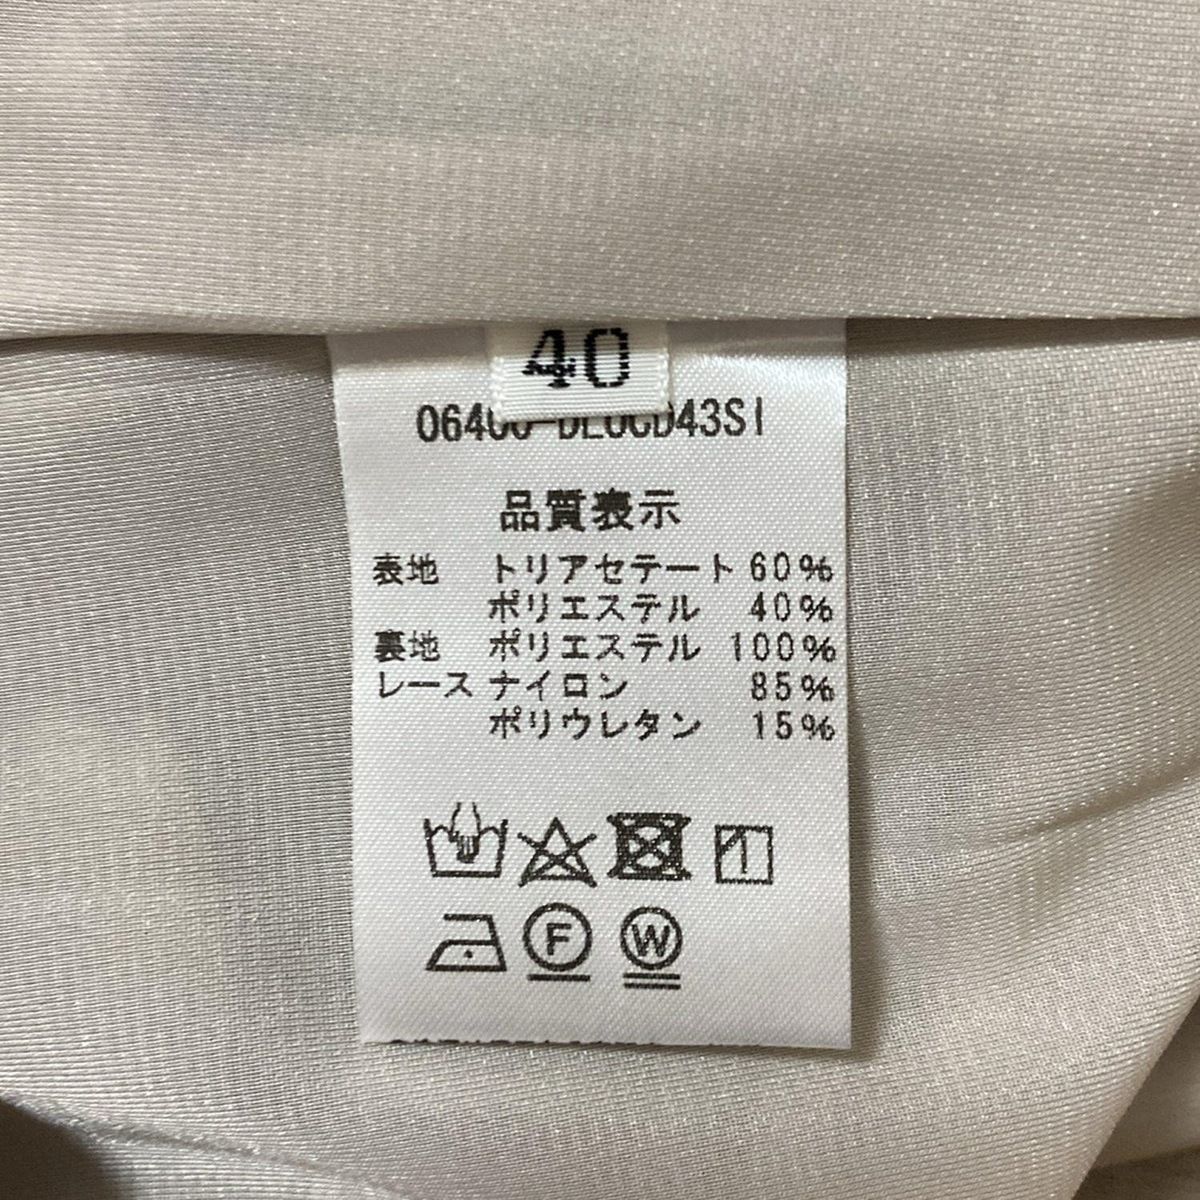 40
品質表示
表地 トリアセテート 60%
ポリエステル 40%
裏地 ポリエステル 100%
レース ナイロン 85%
ポリウレタン 15%
F W